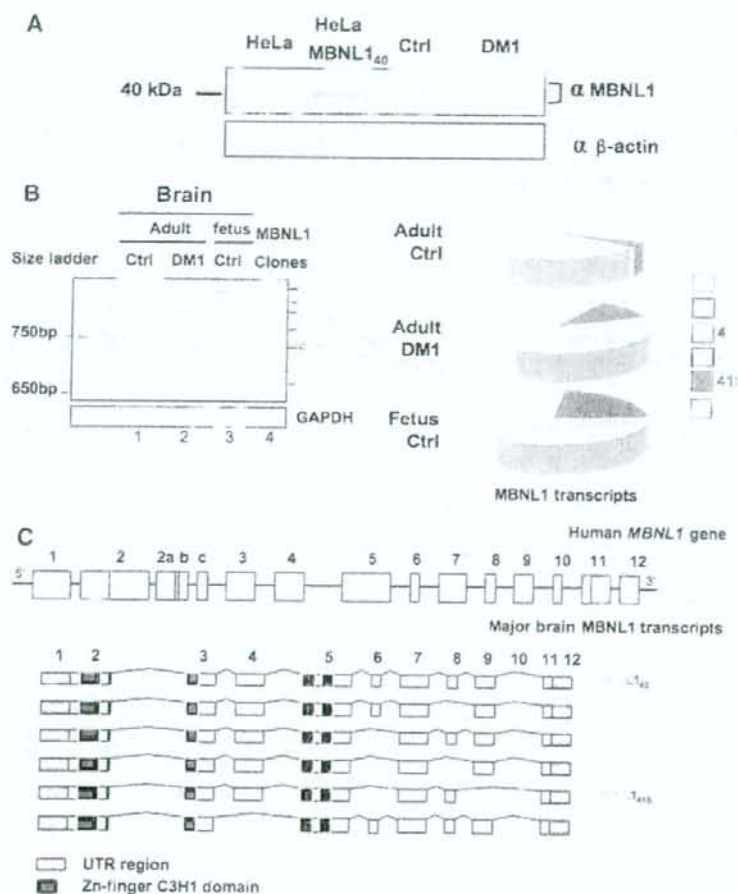 A
HeLa HeLa MBNL1₄₀ Ctrl DM1
40 kDa
α MBNL1
α β-actin
B
Brain
Adult fetus MBNL1
Size ladder Ctrl DM1 Ctrl Clones
750bp
650bp
GAPDH
1 2 3 4
Adult Ctrl
Adult DM1
Fetus Ctrl
4
41
MBNL1 transcripts
C
Human MBNL1 gene
1 2 2a b c 3 4 5 6 7 8 9 10 11 12
5' 3'
Major brain MBNL1 transcripts
1 2 3 4 5 6 7 8 9 10 11 12
UTR region
Zn-finger C3H1 domain